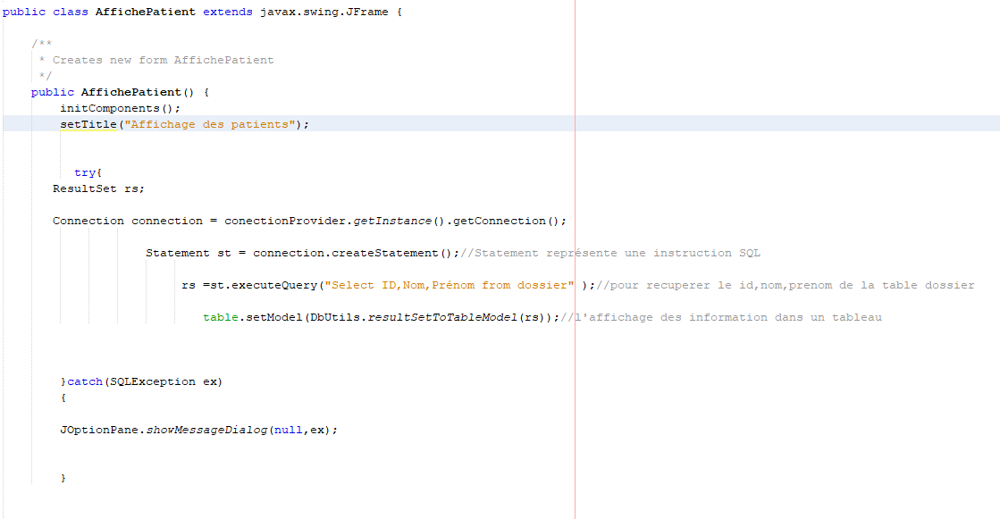 public class AffichePatient extends javax.swing.JFrame {
/**
* Creates new form AffichePatient
*/
public AffichePatient() {
initComponents();
setTitle("Affichage des patients");
try{
ResultSet rs;
Connection connection = conectionProvider.getInstance().getConnection();
Statement st = connection.createStatement();//Statement représente une instruction SQL
rs =st.executeQuery("Select ID,Nom,Prénom from dossier" );//pour recuperer le id,nom,prenom de la table dossier
table.setModel(DbUtils.resultSetToTableModel(rs));//l'affichage des information dans un tableau
}catch(SQLException ex)
{
JOptionPane.showMessageDialog(null,ex);
}